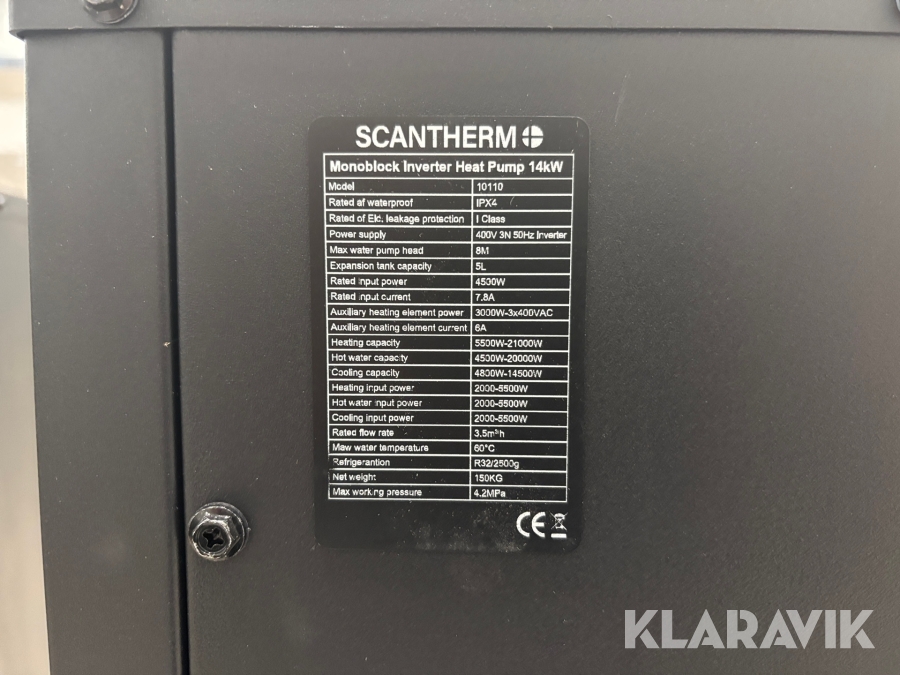 SCANTHERM
Monoblock Inverter Heat Pump 14kW
Model 10110
Rated af waterproof IPX4
Rated of Elc. leakage protection I Class
Power supply 400V 3N 50Hz Inverter
Max water pump head 8M
Expansion tank capacity 5L
Rated input power 4500W
Rated input current 7.8A
Auxiliary heating element power 3000W-3x400VAC
Auxiliary heating element current 6A
Heating capacity 5500W-21000W
Hot water capacity 4500W-20000W
Cooling capacity 4800W-14500W
Heating input power 2000-5500W
Hot water input power 2000-5500W
Cooling input power 2000-5500W
Rated flow rate 3.5m³h
Maw water temperature 60°C
Refrigerantion R32/2500g
Net weight 150KG
Max working pressure 4.2MPa
CE
KLARAVIK